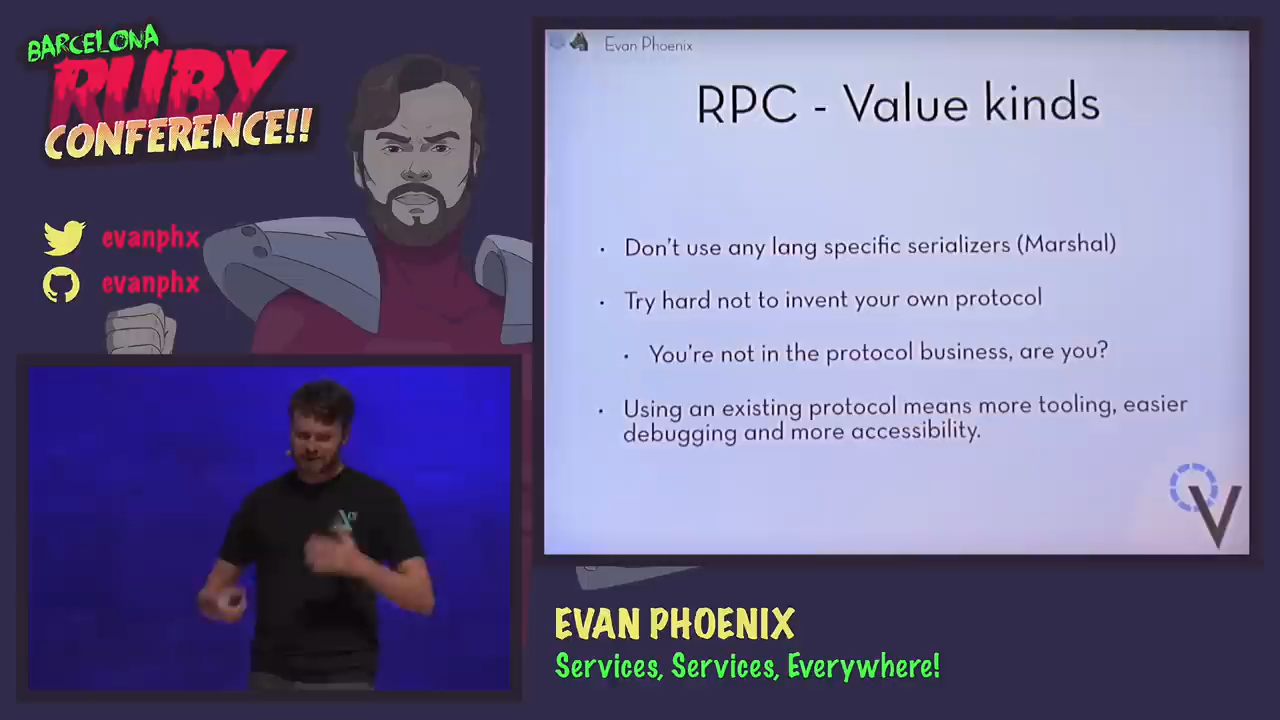 BARCELONA
RUBY
CONFERENCE!!
evanphx
evanphx
Evan Phoenix
RPC - Value kinds
• Don't use any lang specific serializers (Marshal)
• Try hard not to invent your own protocol
• You're not in the protocol business, are you?
• Using an existing protocol means more tooling, easier
debugging and more accessibility.
V
EVAN PHOENIX
Services, Services, Everywhere!